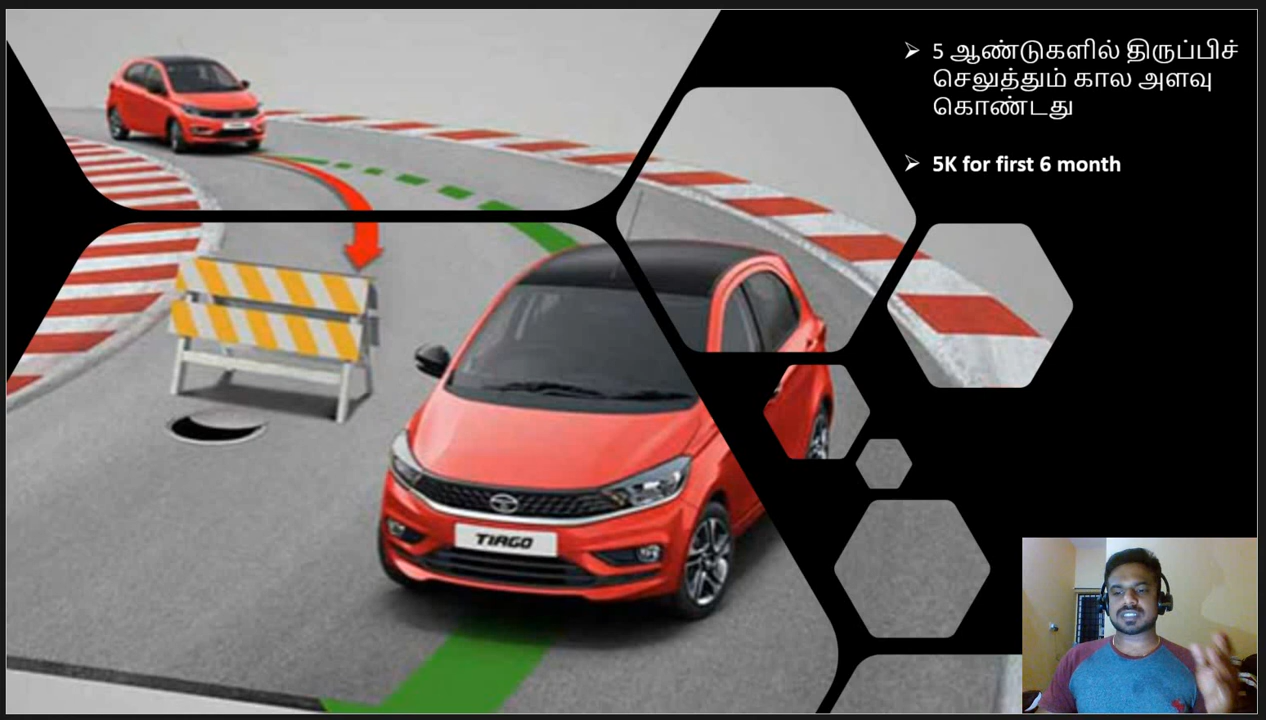 5 ஆண்டுகளில் திருப்பிச்
செலுத்தும் கால அளவு
கொண்டது
5K for first 6 month
TIAGO